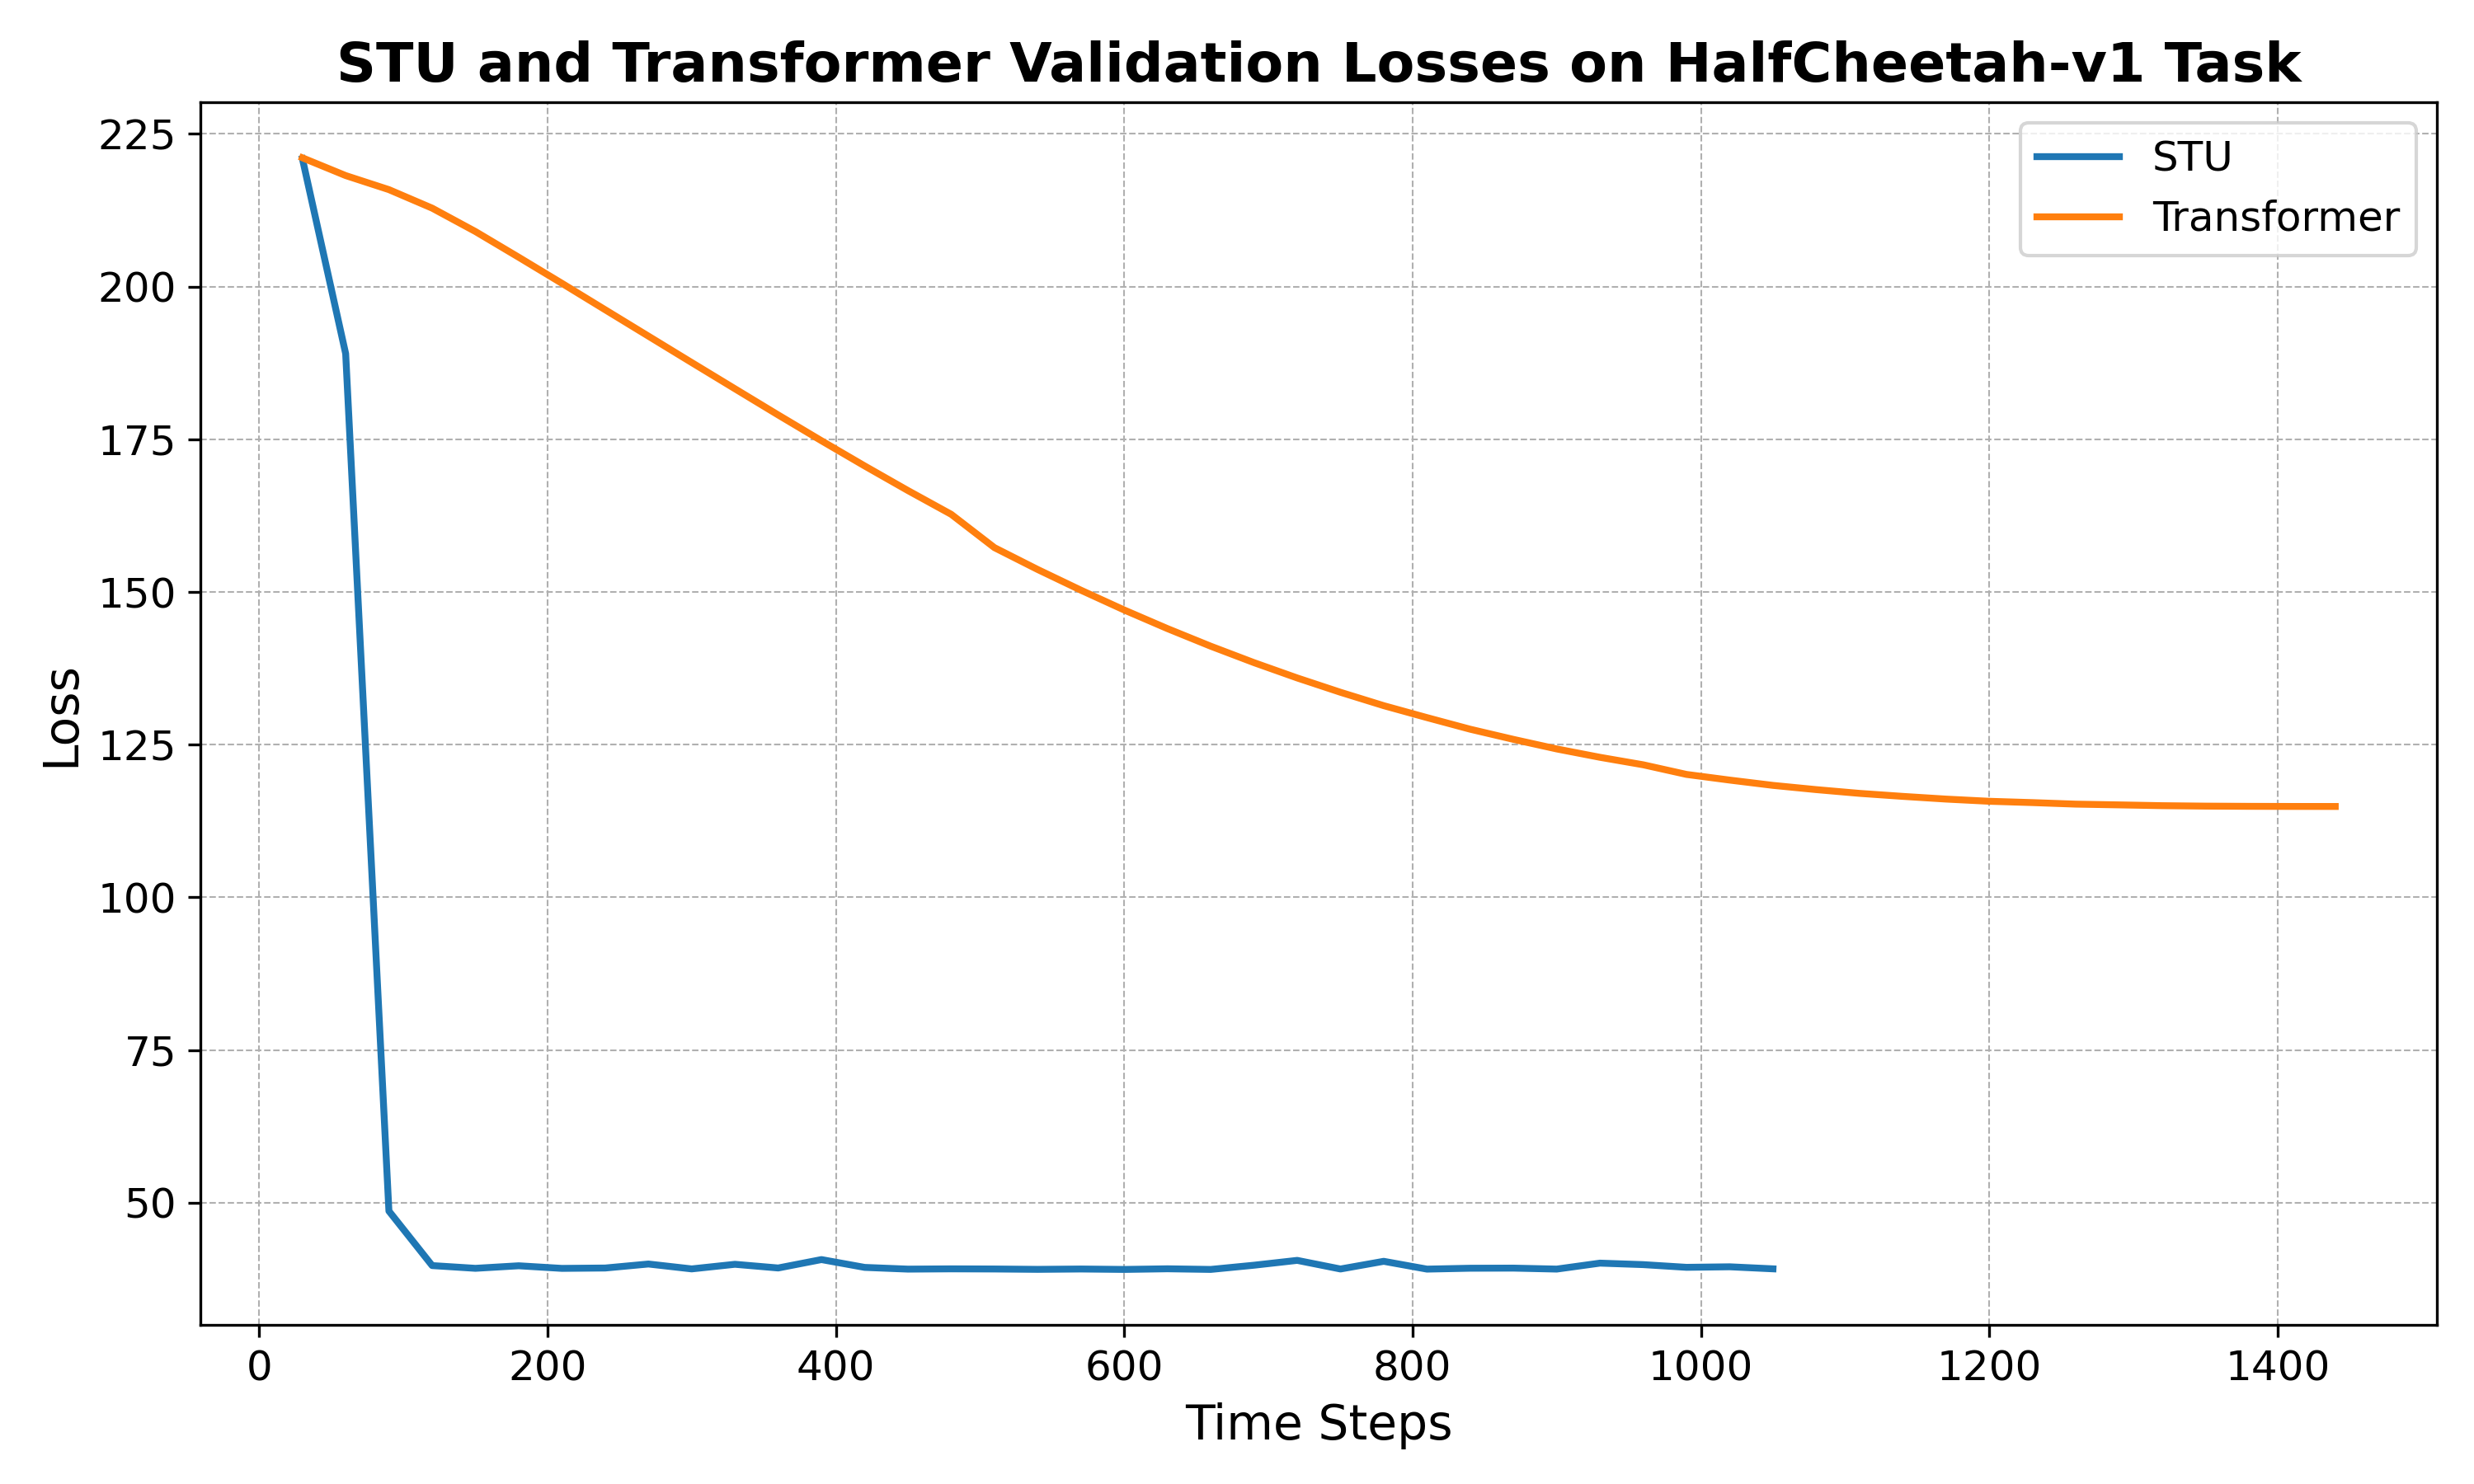 STU and Transformer Validation Losses on HalfCheetah-v1 Task
225
200
175
150
125
100
75
50
Loss
STU
Transformer
0 200 400 600 800 1000 1200 1400
Time Steps